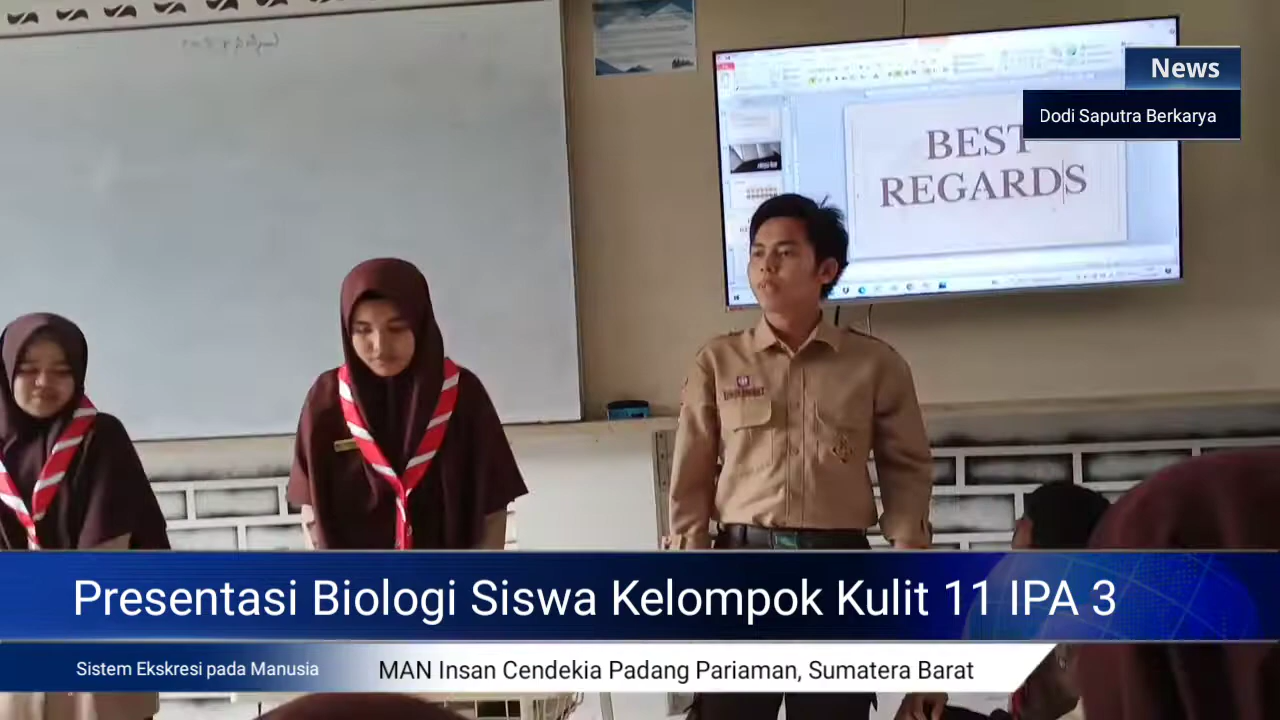 News
Dodi Saputra Berkarya
BEST
REGARDS
Presentasi Biologi Siswa Kelompok Kulit 11 IPA 3
Sistem Ekskresi pada Manusia
MAN Insan Cendekia Padang Pariaman, Sumatera Barat